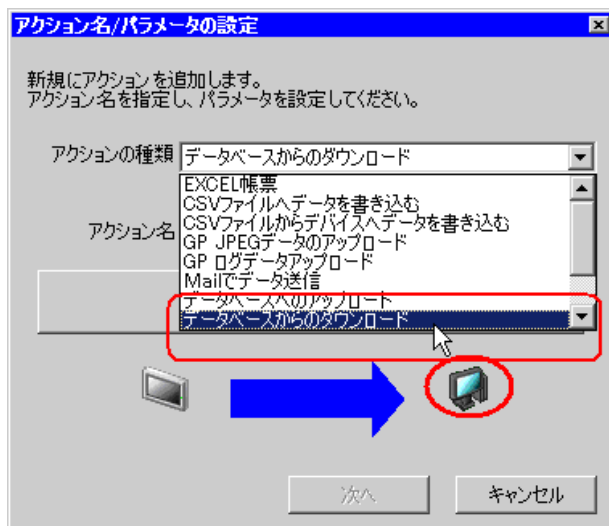 アクション名/パラメータの設定
新規にアクションを追加します。
アクション名を指定し、パラメータを設定してください。
アクションの種類 データベースからのダウンロード
EXCEL帳票
CSVファイルへデータを書き込む
CSVファイルからデバイスへデータを書き込む
アクション名
GP JPEGデータのアップロード
GP ログデータアップロード
Mailでデータ送信
データベースへのアップロード
データベースからのダウンロード
次へ キャンセル